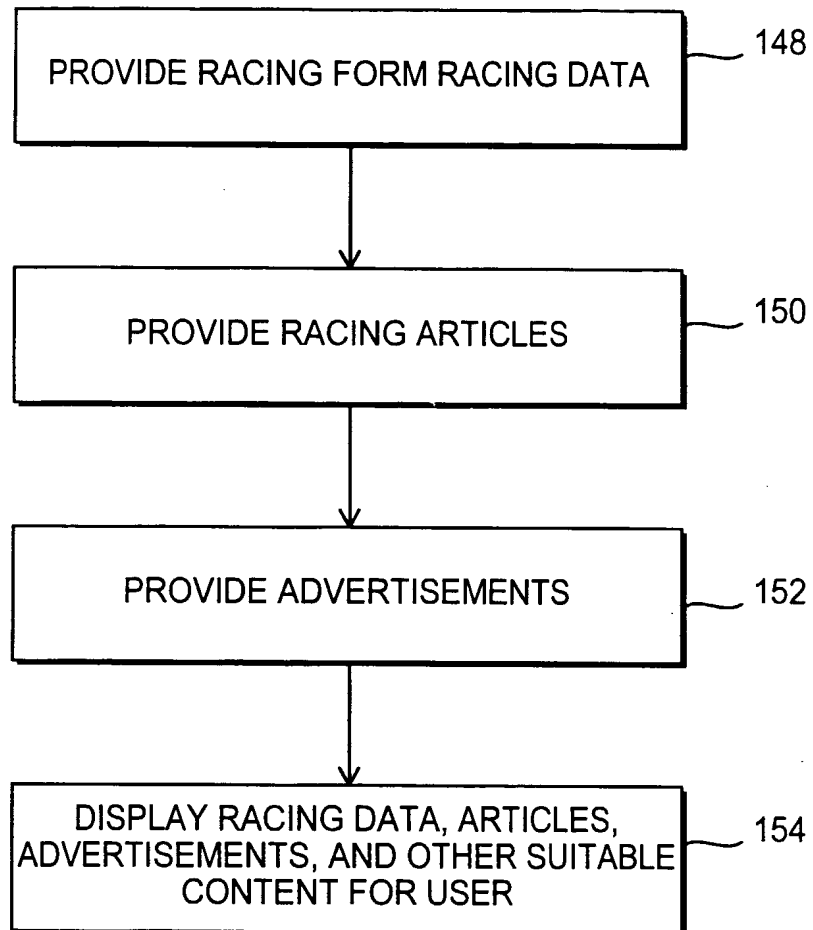 PROVIDE RACING FORM RACING DATA
148
PROVIDE RACING ARTICLES
150
PROVIDE ADVERTISEMENTS
152
DISPLAY RACING DATA, ARTICLES,
ADVERTISEMENTS, AND OTHER SUITABLE
CONTENT FOR USER
154